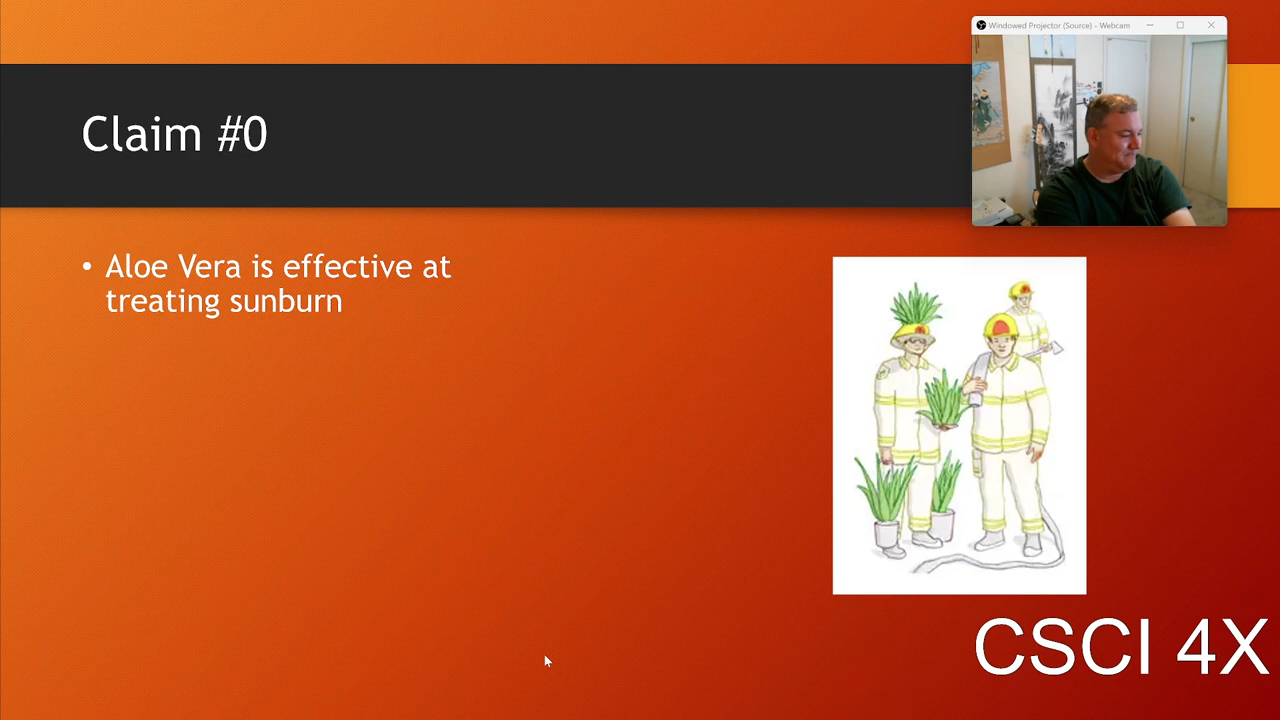 Windowed Projector (Source) - Webcam
Claim #0
• Aloe Vera is effective at
treating sunburn
CSCI 4X